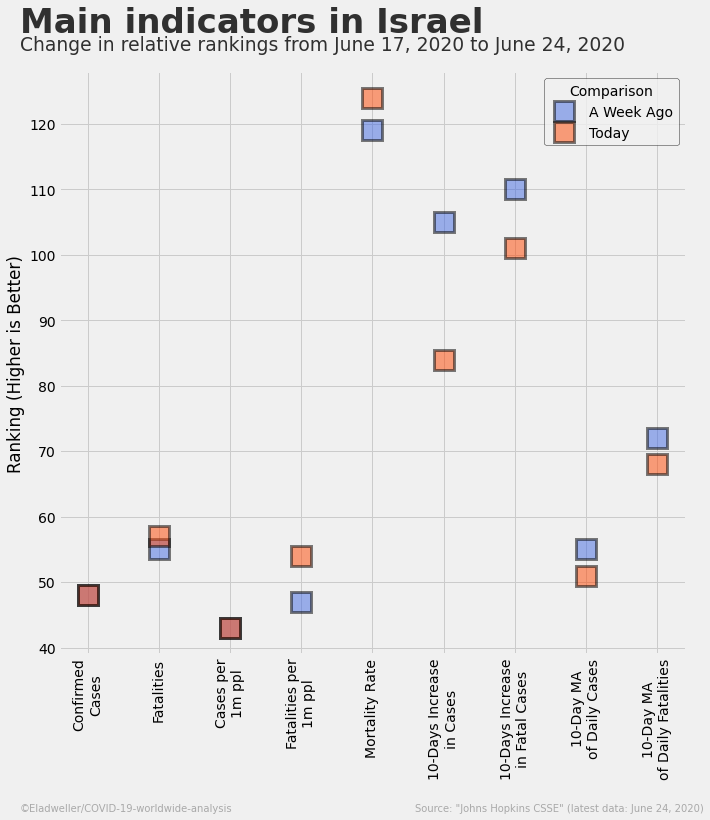 Main indicators in Israel
Change in relative rankings from June 17, 2020 to June 24, 2020
Comparison
A Week Ago
Today
Ranking (Higher is Better)
120
110
100
90
80
70
60
50
40
Confirmed
Cases
Fatalities
Cases per
1m ppl
Fatalities per
1m ppl
Mortality Rate
10-Days Increase
in Cases
10-Days Increase
in Fatal Cases
10-Day MA
of Daily Cases
10-Day MA
of Daily Fatalities
©Eladweller/COVID-19-worldwide-analysis
Source: "Johns Hopkins CSSE" (latest data: June 24, 2020)